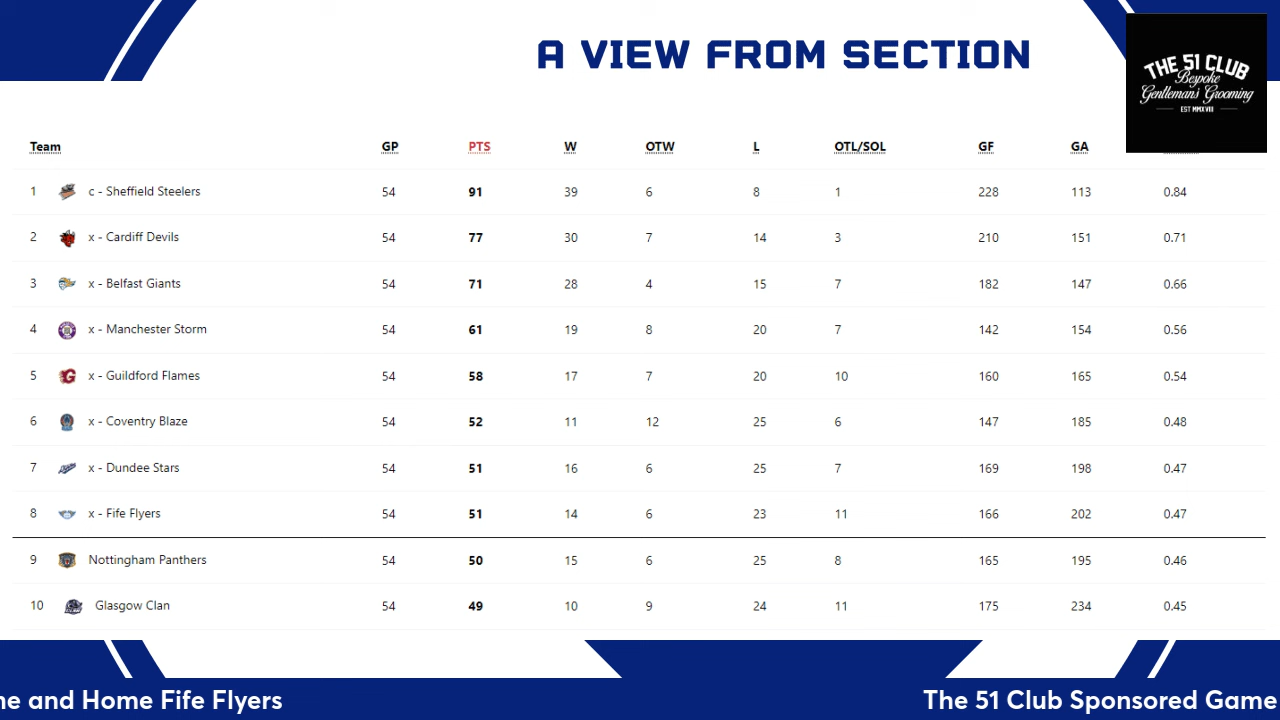 A VIEW FROM SECTION
THE 51 CLUB
Bespoke
Gentleman's Grooming
EST MMXVIII
Team GP PTS W OTW L OTL/SOL GF GA
1 c - Sheffield Steelers 54 91 39 6 8 1 228 113 0.84
2 x - Cardiff Devils 54 77 30 7 14 3 210 151 0.71
3 x - Belfast Giants 54 71 28 4 15 7 182 147 0.66
4 x - Manchester Storm 54 61 19 8 20 7 142 154 0.56
5 x - Guildford Flames 54 58 17 7 20 10 160 165 0.54
6 x - Coventry Blaze 54 52 11 12 25 6 147 185 0.48
7 x - Dundee Stars 54 51 16 6 25 7 169 198 0.47
8 x - Fife Flyers 54 51 14 6 23 11 166 202 0.47
9 Nottingham Panthers 54 50 15 6 25 8 165 195 0.46
10 Glasgow Clan 54 49 10 9 24 11 175 234 0.45
ne and Home Fife Flyers The 51 Club Sponsored Game